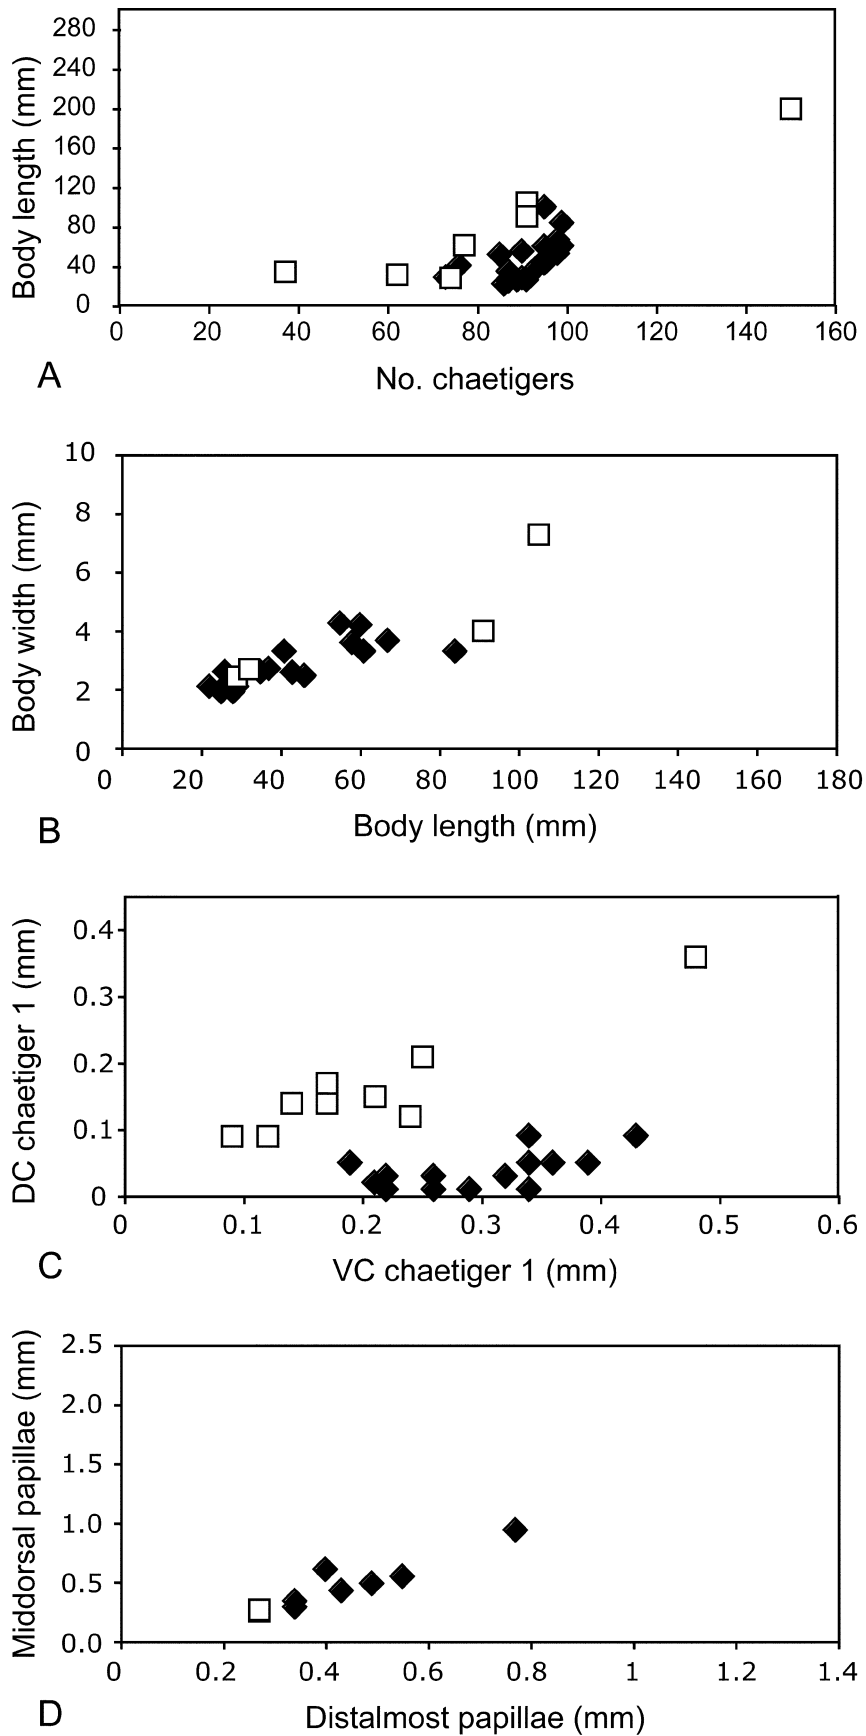 280
240
200
160
120
80
40
0
Body length (mm)
0 20 40 60 80 100 120 140 160
A
No. chaetigers
10
8
6
4
2
0
Body width (mm)
0 20 40 60 80 100 120 140 160 180
B
Body length (mm)
0.4
0.3
0.2
0.1
0
DC chaetiger 1 (mm)
0 0.1 0.2 0.3 0.4 0.5 0.6
C
VC chaetiger 1 (mm)
2.5
2.0
1.5
1.0
0.5
0.0
Middorsal papillae (mm)
0 0.2 0.4 0.6 0.8 1 1.2 1.4
D
Distalmost papillae (mm)